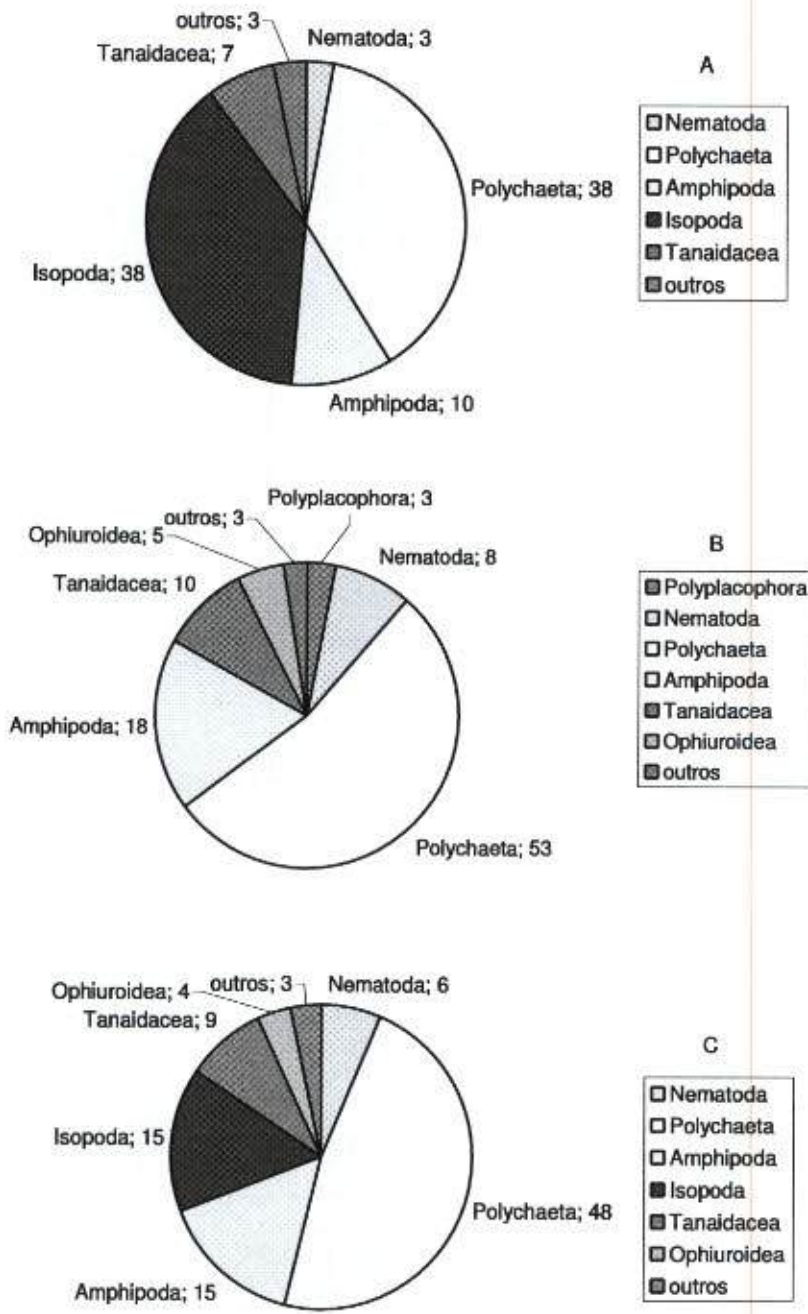 outros; 3
Nematoda; 3
Tanaidacea; 7
Polychaeta; 38
Isopoda; 38
Amphipoda; 10
A
Nematoda
Polychaeta
Amphipoda
Isopoda
Tanaidacea
outros
Polyplacophora; 3
outros; 3
Ophiuroidea; 5
Nematoda; 8
Tanaidacea; 10
Amphipoda; 18
Polychaeta; 53
B
Polyplacophora
Nematoda
Polychaeta
Amphipoda
Tanaidacea
Ophiuroidea
outros
outros; 3
Nematoda; 6
Ophiuroidea; 4
Tanaidacea; 9
Isopoda; 15
Polychaeta; 48
Amphipoda; 15
C
Nematoda
Polychaeta
Amphipoda
Isopoda
Tanaidacea
Ophiuroidea
outros